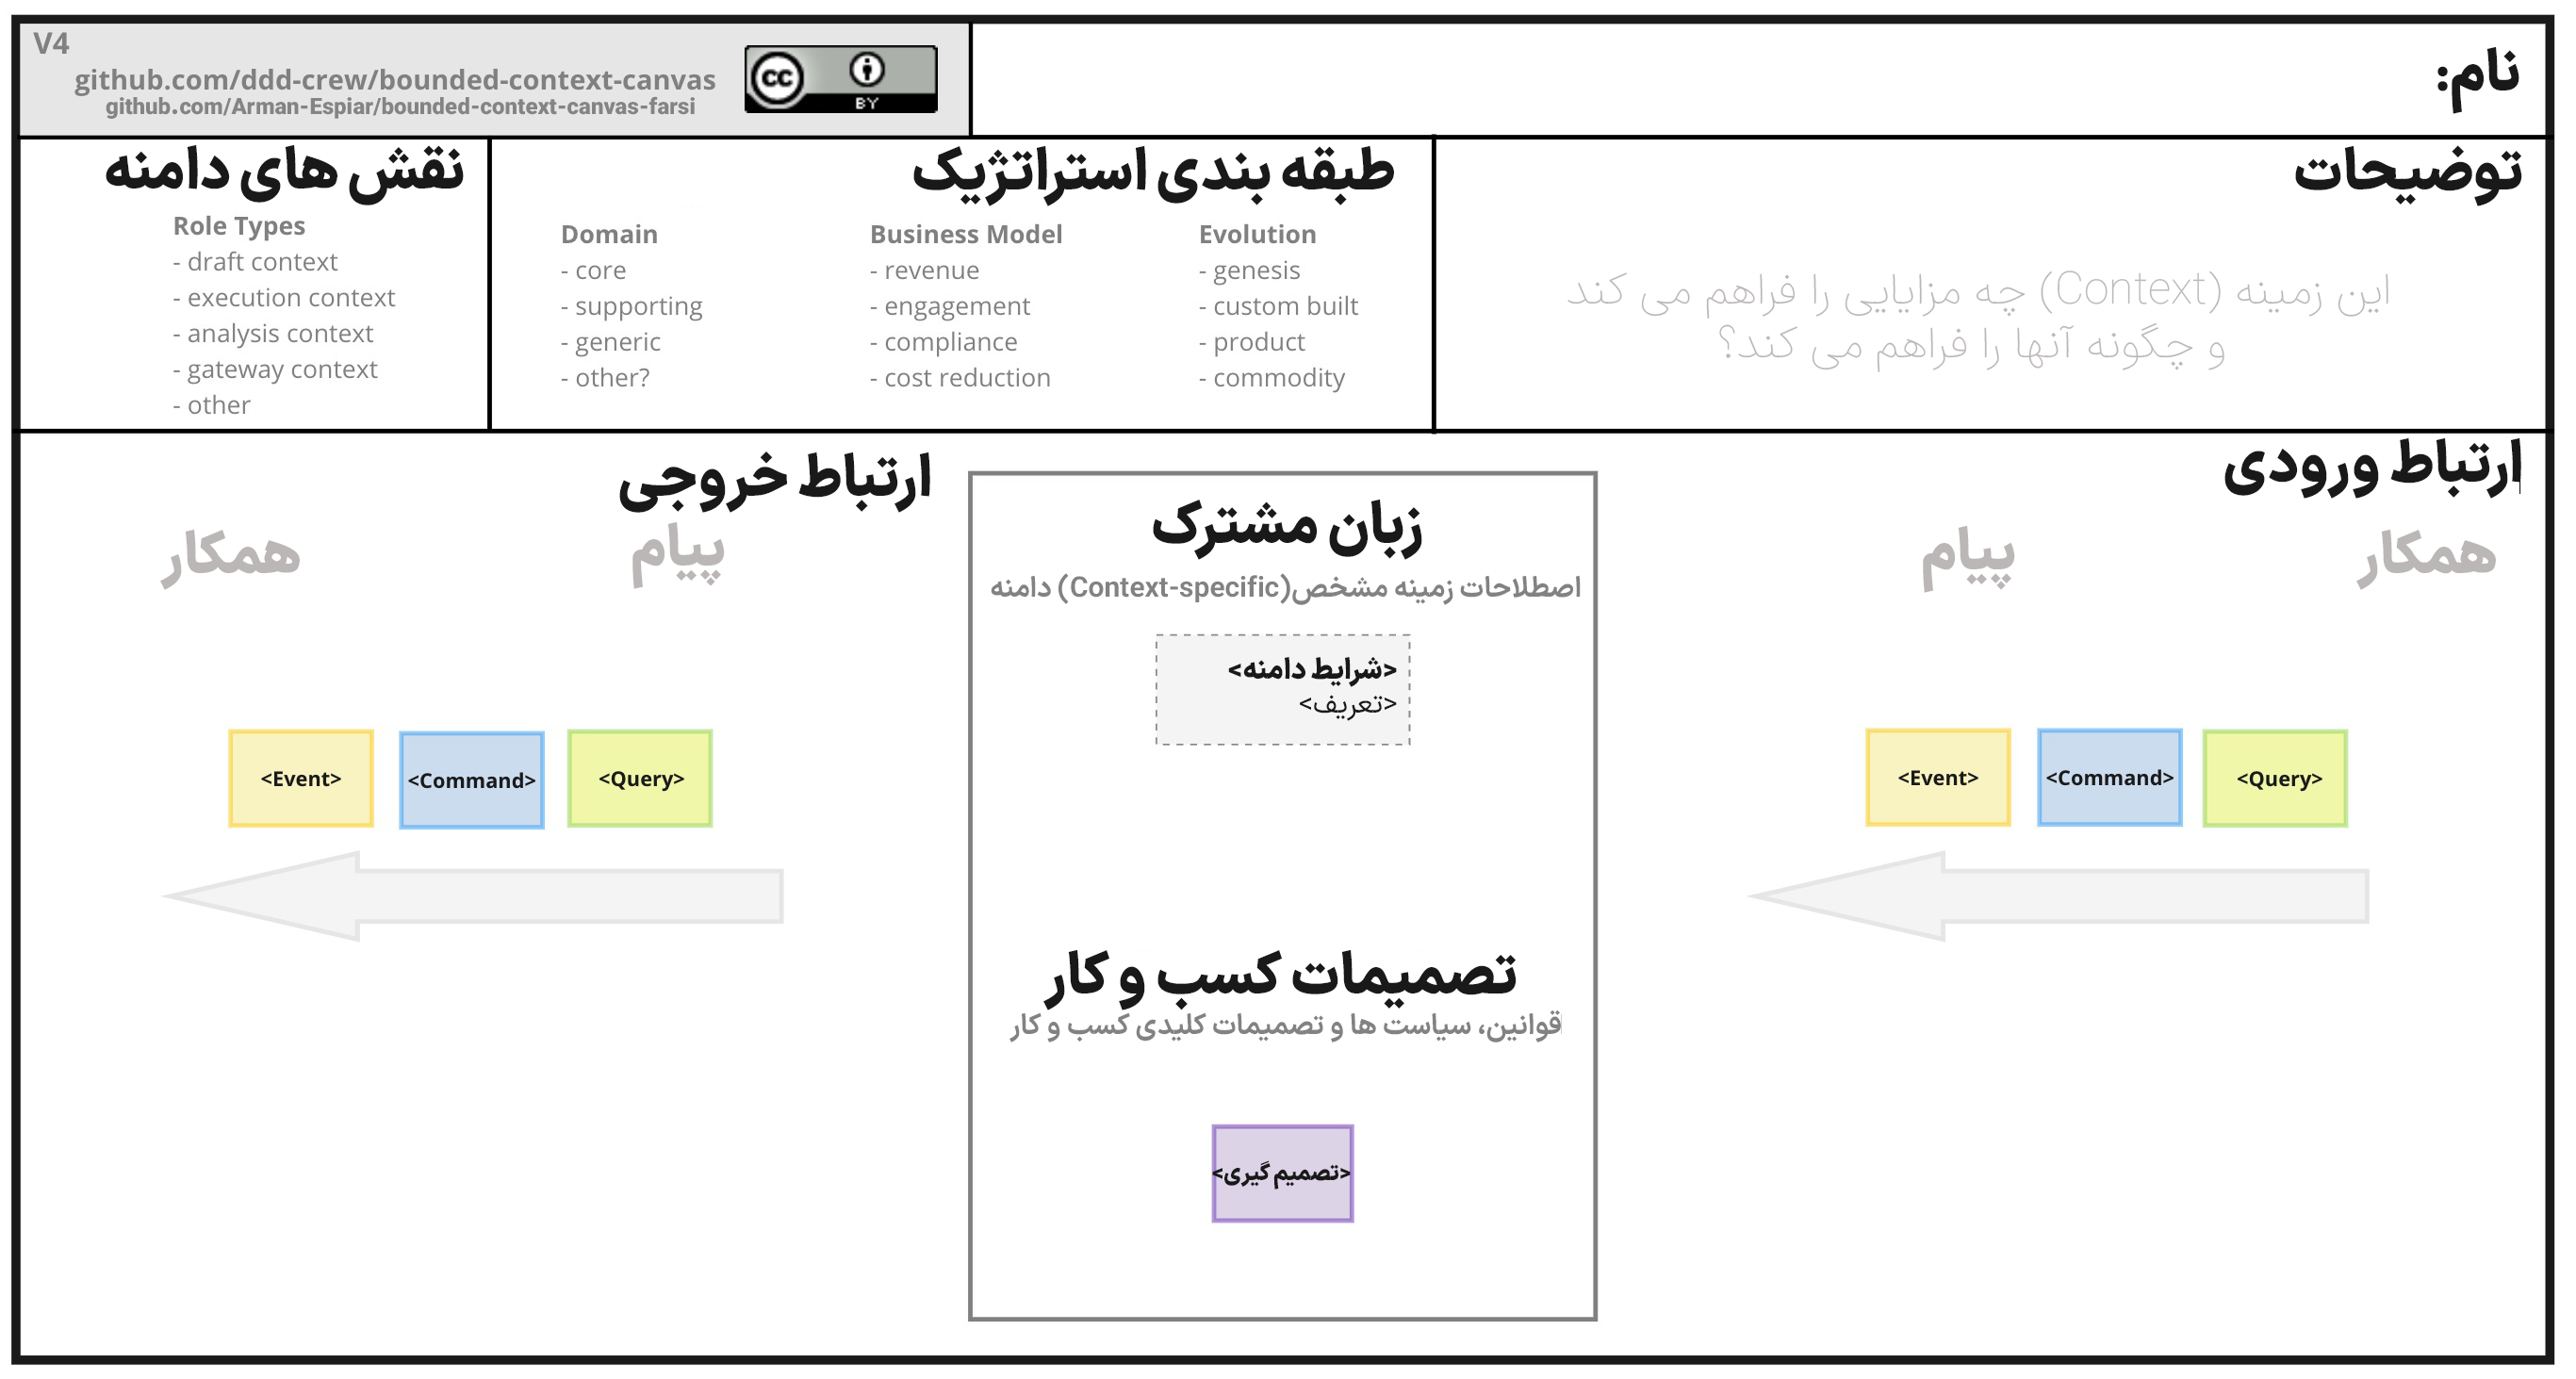 V4
github.com/ddd-crew/bounded-context-canvas
github.com/Arman-Espiar/bounded-context-canvas-farsi
cc
BY
نام:
توضیحات
این زمینه (Context) چه مزایایی را فراهم می کند
و چگونه آنها را فراهم می کند؟
طبقه بندی استراتژیک
Domain
- core
- supporting
- generic
- other?
Business Model
- revenue
- engagement
- compliance
- cost reduction
Evolution
- genesis
- custom built
- product
- commodity
نقش های دامنه
Role Types
- draft context
- execution context
- analysis context
- gateway context
- other
ارتباط ورودی
همکار
پیام
<Query>
<Command>
<Event>
زبان مشترک
اصطلاحات زمینه مشخص(Context-specific) دامنه
<شرایط دامنه>
<تعریف>
تصمیمات کسب و کار
قوانین، سیاست ها و تصمیمات کلیدی کسب و کار
<تصمیم گیری>
ارتباط خروجی
پیام
همکار
<Query>
<Command>
<Event>